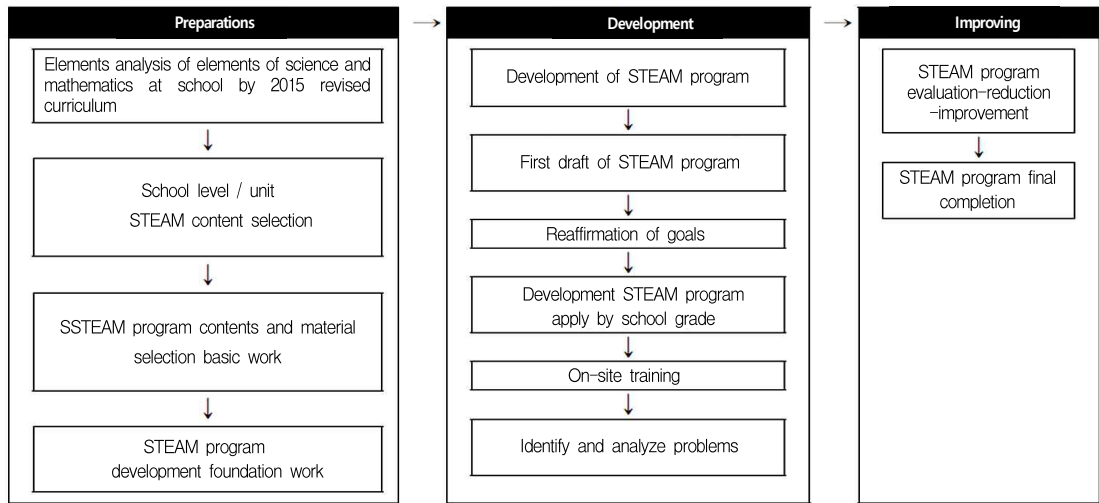 Preparations
Elements analysis of elements of science and
mathematics at school by 2015 revised
curriculum
School level / unit
STEAM content selection
SSTEAM program contents and material
selection basic work
STEAM program
development foundation work
Development
Development of STEAM program
First draft of STEAM program
Reaffirmation of goals
Development STEAM program
apply by school grade
On-site training
Identify and analyze problems
Improving
STEAM program
evaluation-reduction
-improvement
STEAM program final
completion